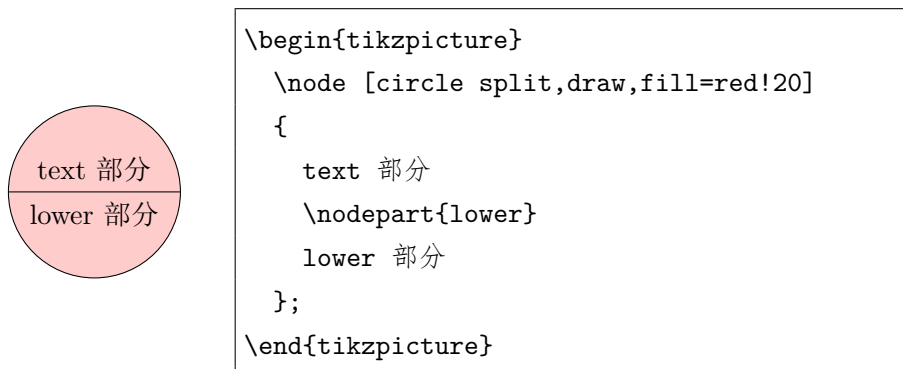 text 部分
lower 部分
\begin{tikzpicture}
\node [circle split,draw,fill=red!20]
{
text 部分
\nodepart{lower}
lower 部分
};
\end{tikzpicture}